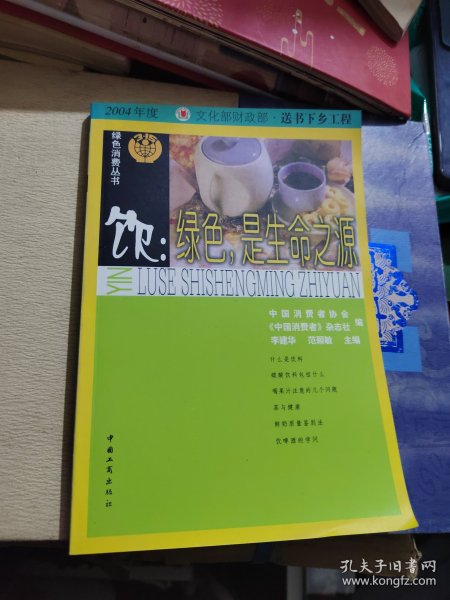 2004年度 文化部财政部·送书下乡工程
绿色消费丛书
饮:绿色,是生命之源
YIN LUSE SHISHENGMING ZHIYUAN
中国消费者协会
《中国消费者》杂志社 编
李建华 范照敏 主编
什么是饮料
碳酸饮料包括什么
喝果汁注意的几个问题
茶与健康
鲜奶质量鉴别法
饮啤酒的学问
中国工商出版社
孔夫子旧书网
www.kongfz.com